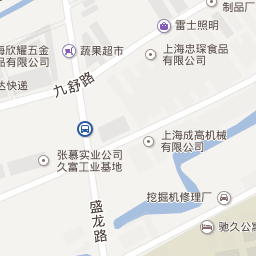 制品厂
雷士照明
海欣耀五金
品有限公司
蔬果超市
上海忠琛食品
有限公司
达快递
九舒路
上海成高机械
有限公司
张慕实业公司
久富工业基地
挖掘机修理厂
盛龙路
驰久公寓